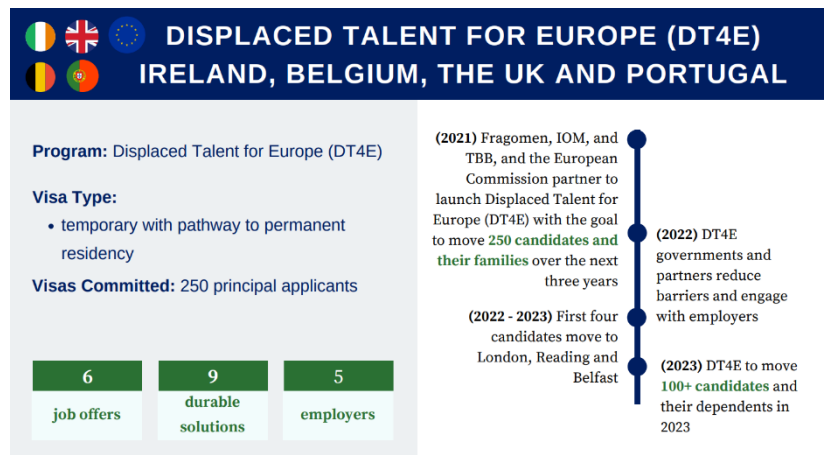 DISPLACED TALENT FOR EUROPE (DT4E)
IRELAND, BELGIUM, THE UK AND PORTUGAL
Program: Displaced Talent for Europe (DT4E)
Visa Type:
• temporary with pathway to permanent
residency
Visas Committed: 250 principal applicants
6
job offers
9
durable
solutions
5
employers
(2021) Fragomen, IOM, and
TBB, and the European
Commission partner to
launch Displaced Talent for
Europe (DT4E) with the goal
to move 250 candidates and
their families over the next
three years
(2022) DT4E
governments and
partners reduce
barriers and engage
with employers
(2022 - 2023) First four
candidates move to
London, Reading and
Belfast
(2023) DT4E to move
100+ candidates and
their dependents in
2023